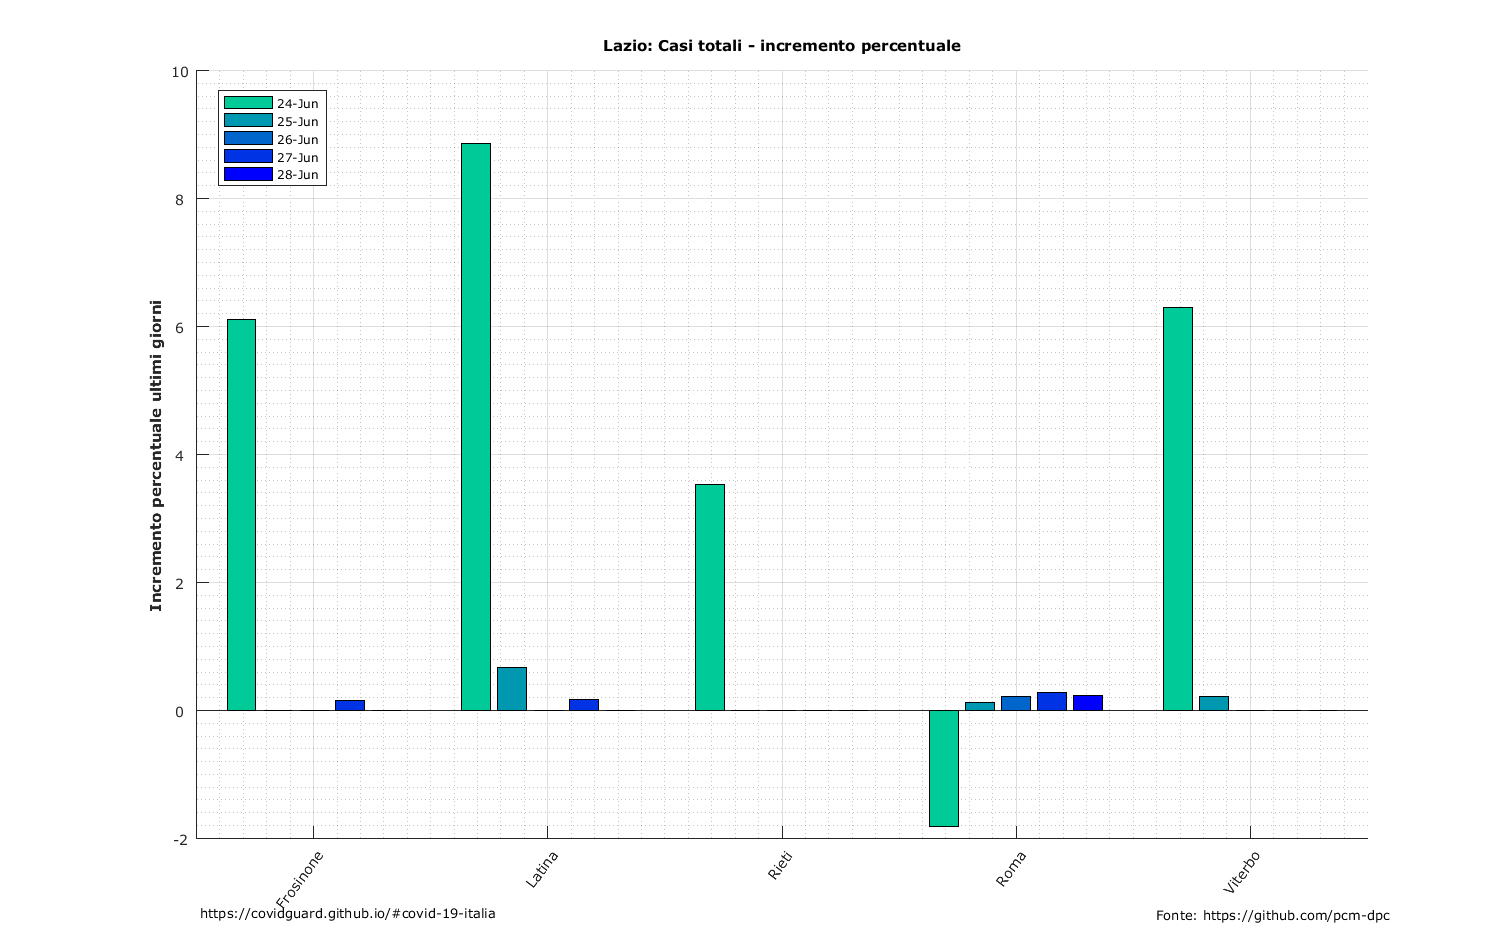 Lazio: Casi totali - incremento percentuale
10
8
6
4
2
0
-2
Incremento percentuale ultimi giorni
24-Jun
25-Jun
26-Jun
27-Jun
28-Jun
Frosinone
Latina
Rieti
Roma
Viterbo
https://covidguard.github.io/#covid-19-italia
Fonte: https://github.com/pcm-dpc